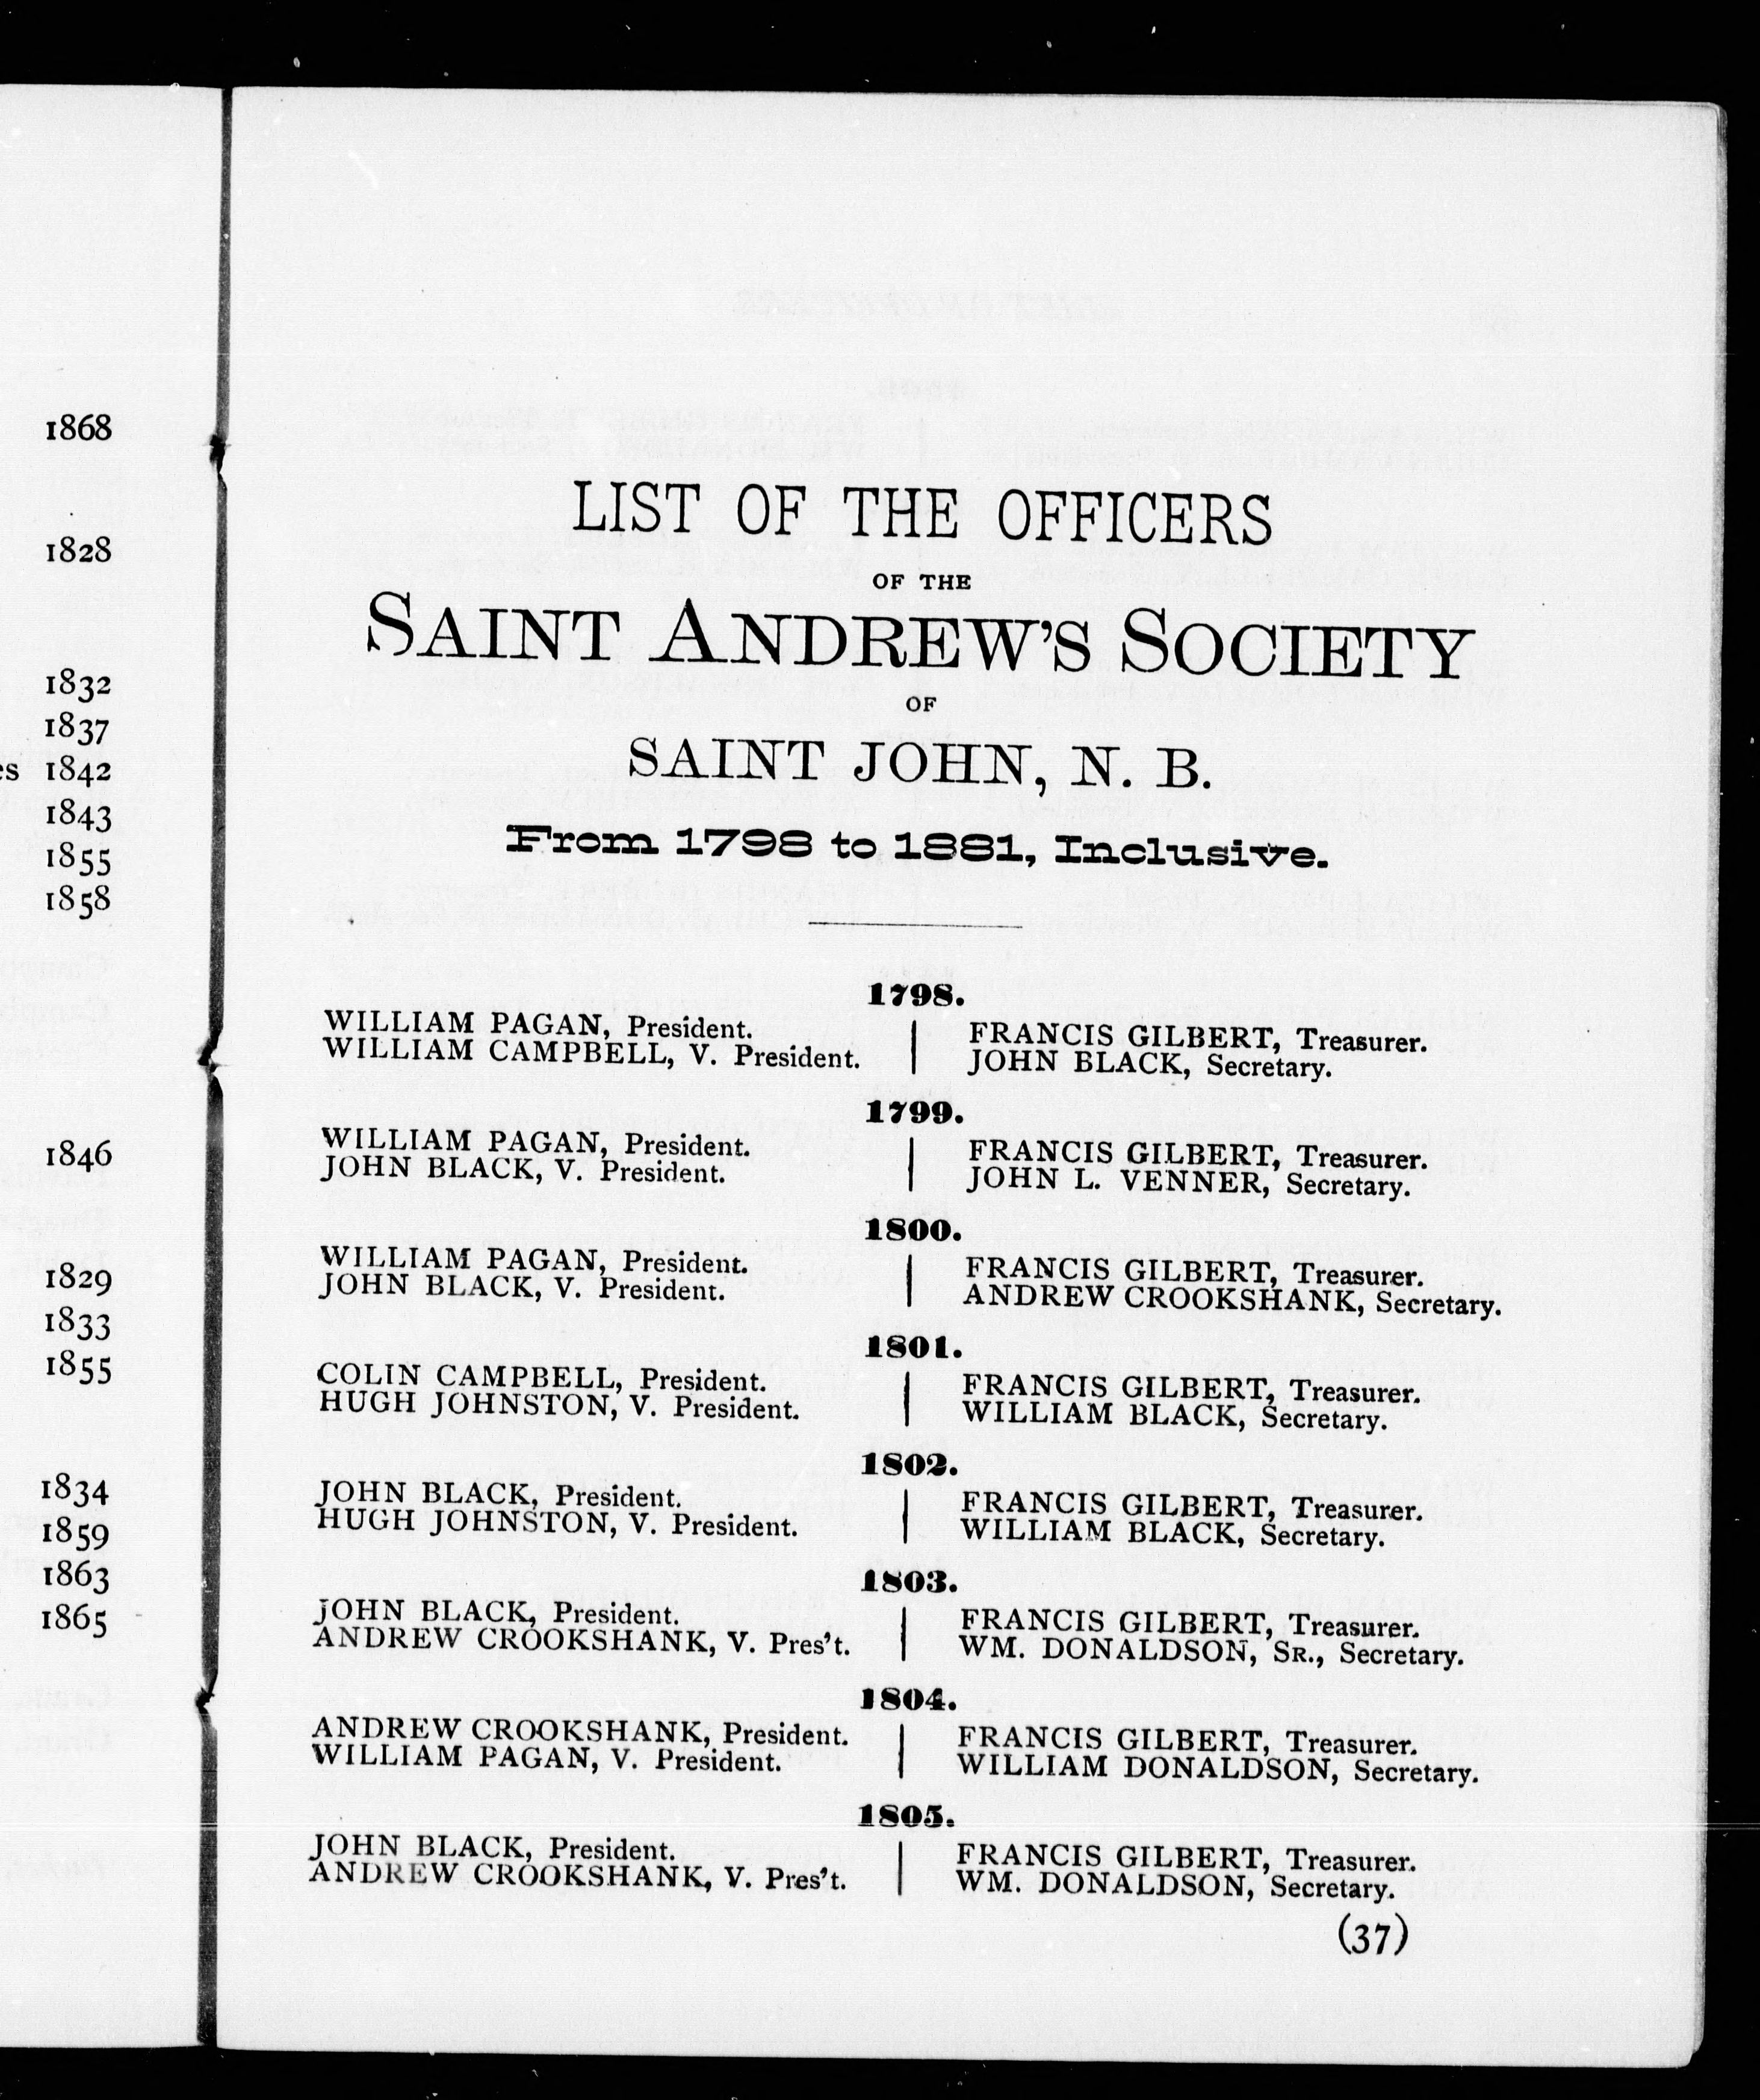 1868
1828
1832
1837
es 1842
1843
1855
1858
1846
1829
1833
1855
1834
1859
1863
1865
LIST OF THE OFFICERS
OF THE
SAINT ANDREW'S SOCIETY
OF
SAINT JOHN, N. B.
From 1798 to 1881, Inclusive.
1798.
WILLIAM PAGAN, President.
WILLIAM CAMPBELL, V. President.
FRANCIS GILBERT, Treasurer.
JOHN BLACK, Secretary.
1799.
WILLIAM PAGAN, President.
JOHN BLACK, V. President.
FRANCIS GILBERT, Treasurer.
JOHN L. VENNER, Secretary.
1800.
WILLIAM PAGAN, President.
JOHN BLACK, V. President.
FRANCIS GILBERT, Treasurer.
ANDREW CROOKSHANK, Secretary.
1801.
COLIN CAMPBELL, President.
HUGH JOHNSTON, V. President.
FRANCIS GILBERT, Treasurer.
WILLIAM BLACK, Secretary.
1802.
JOHN BLACK, President.
HUGH JOHNSTON, V. President.
FRANCIS GILBERT, Treasurer.
WILLIAM BLACK, Secretary.
1803.
JOHN BLACK, President.
ANDREW CROOKSHANK, V. Pres't.
FRANCIS GILBERT, Treasurer.
WM. DONALDSON, SR., Secretary.
1804.
ANDREW CROOKSHANK, President.
WILLIAM PAGAN, V. President.
FRANCIS GILBERT, Treasurer.
WILLIAM DONALDSON, Secretary.
1805.
JOHN BLACK, President.
ANDREW CROOKSHANK, V. Pres't.
FRANCIS GILBERT, Treasurer.
WM. DONALDSON, Secretary.
(37)